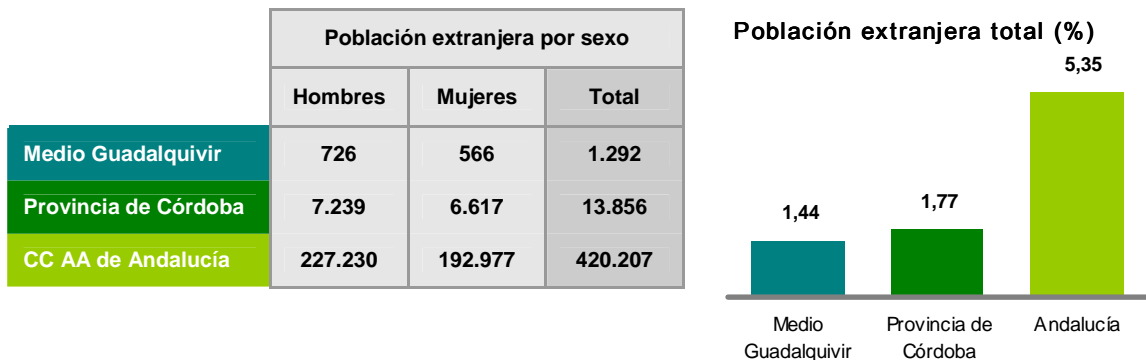 Población extranjera por sexo
Hombres Mujeres Total
Medio Guadalquivir 726 566 1.292
Provincia de Córdoba 7.239 6.617 13.856
CC AA de Andalucía 227.230 192.977 420.207
Población extranjera total (%)
5,35
1,44
1,77
Medio Guadalquivir
Provincia de Córdoba
Andalucía